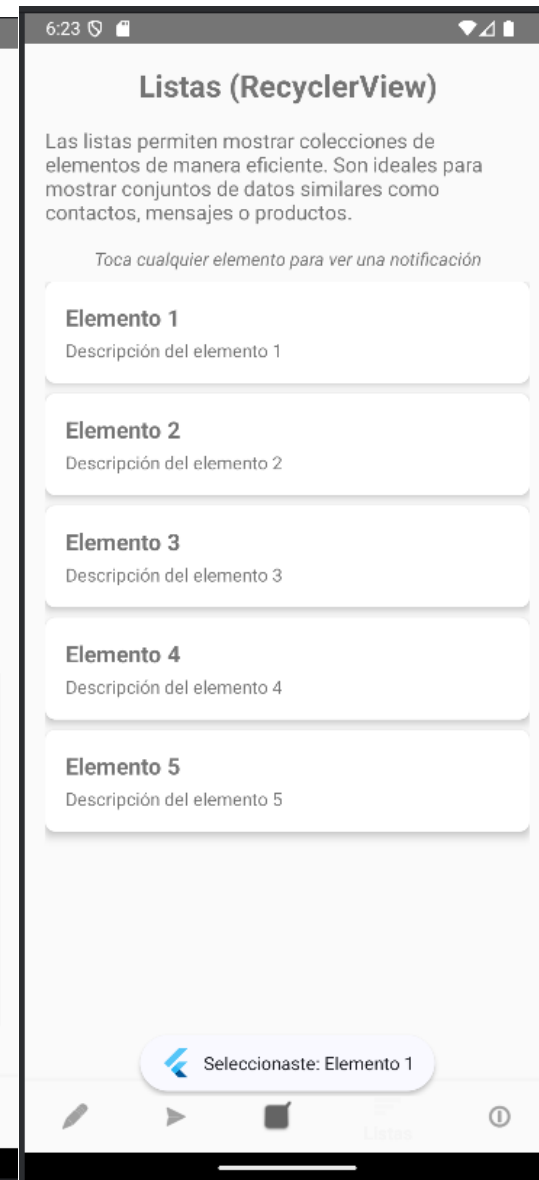 6:23
Listas (RecyclerView)
Las listas permiten mostrar colecciones de
elementos de manera eficiente. Son ideales para
mostrar conjuntos de datos similares como
contactos, mensajes o productos.
Toca cualquier elemento para ver una notificación
Elemento 1
Descripción del elemento 1
Elemento 2
Descripción del elemento 2
Elemento 3
Descripción del elemento 3
Elemento 4
Descripción del elemento 4
Elemento 5
Descripción del elemento 5
Seleccionaste: Elemento 1
Listas